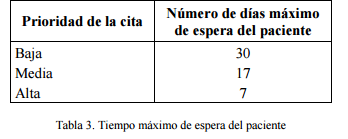 Prioridad de la cita Número de días máximo
de espera del paciente
Baja 30
Media 17
Alta 7
Tabla 3. Tiempo máximo de espera del paciente